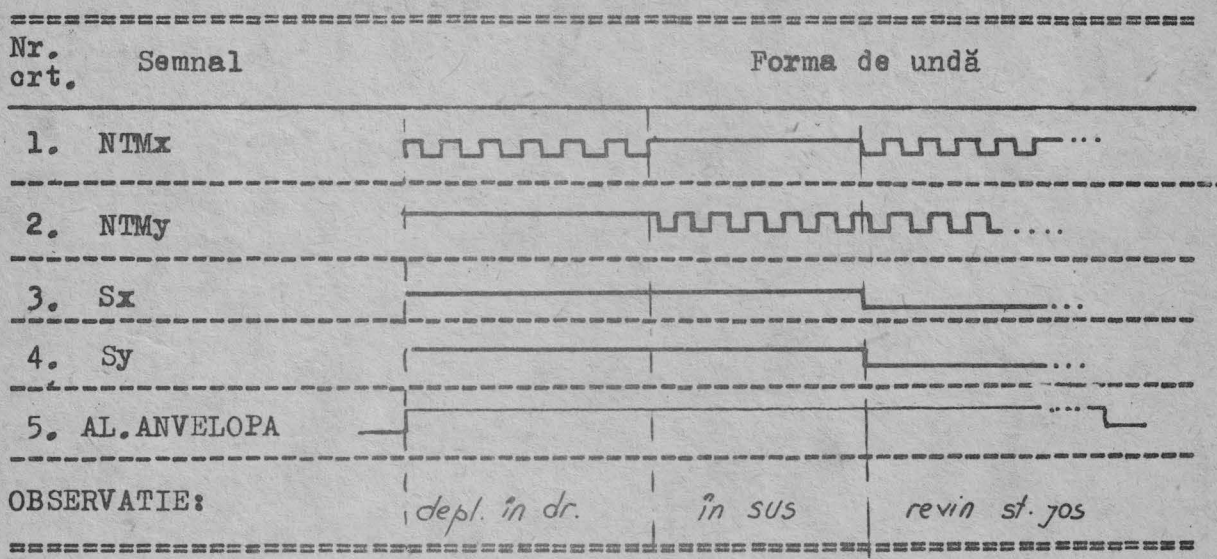 Nr. crt. Semnal Forma de undă
1. NTMx ...
2. NTMy ....
3. Sx ...
4. Sy ...
5. AL.ANVELOPA ....
OBSERVATIE: depl. în dr. în sus revin st. jos